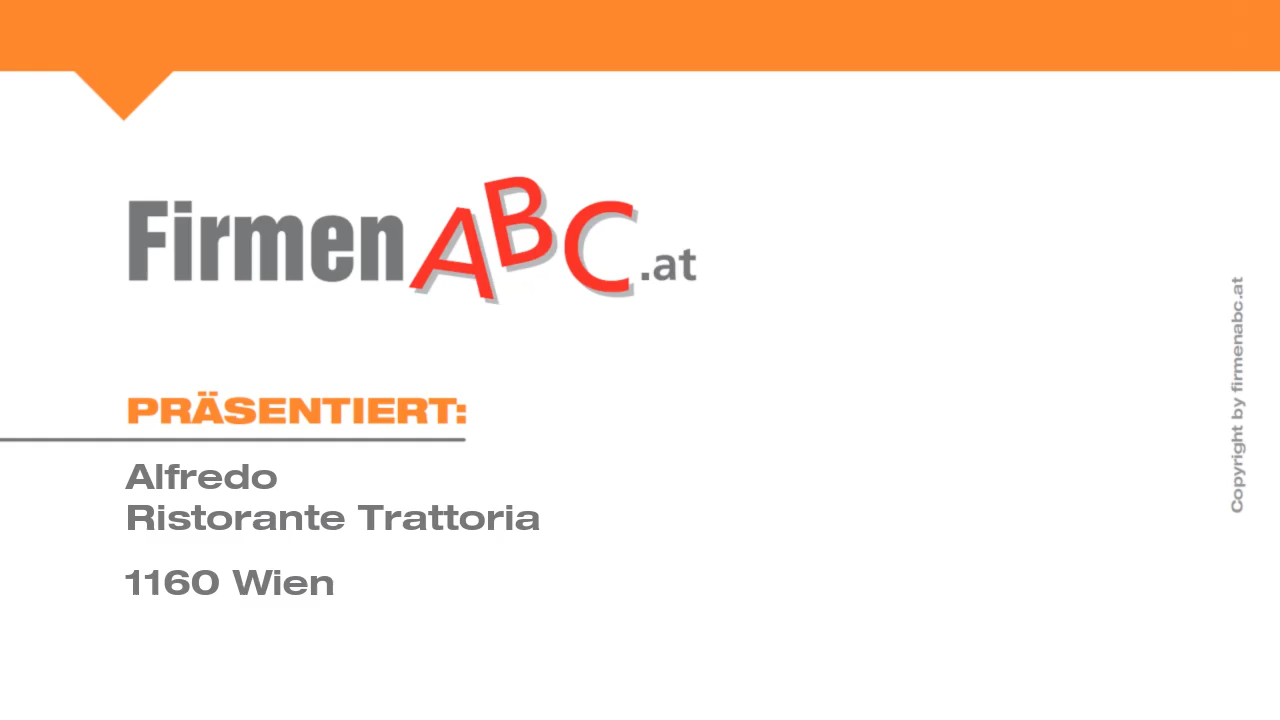 FirmenABC.at
PRÄSENTIERT:
Alfredo
Ristorante Trattoria
1160 Wien
Copyright by firmenabc.at